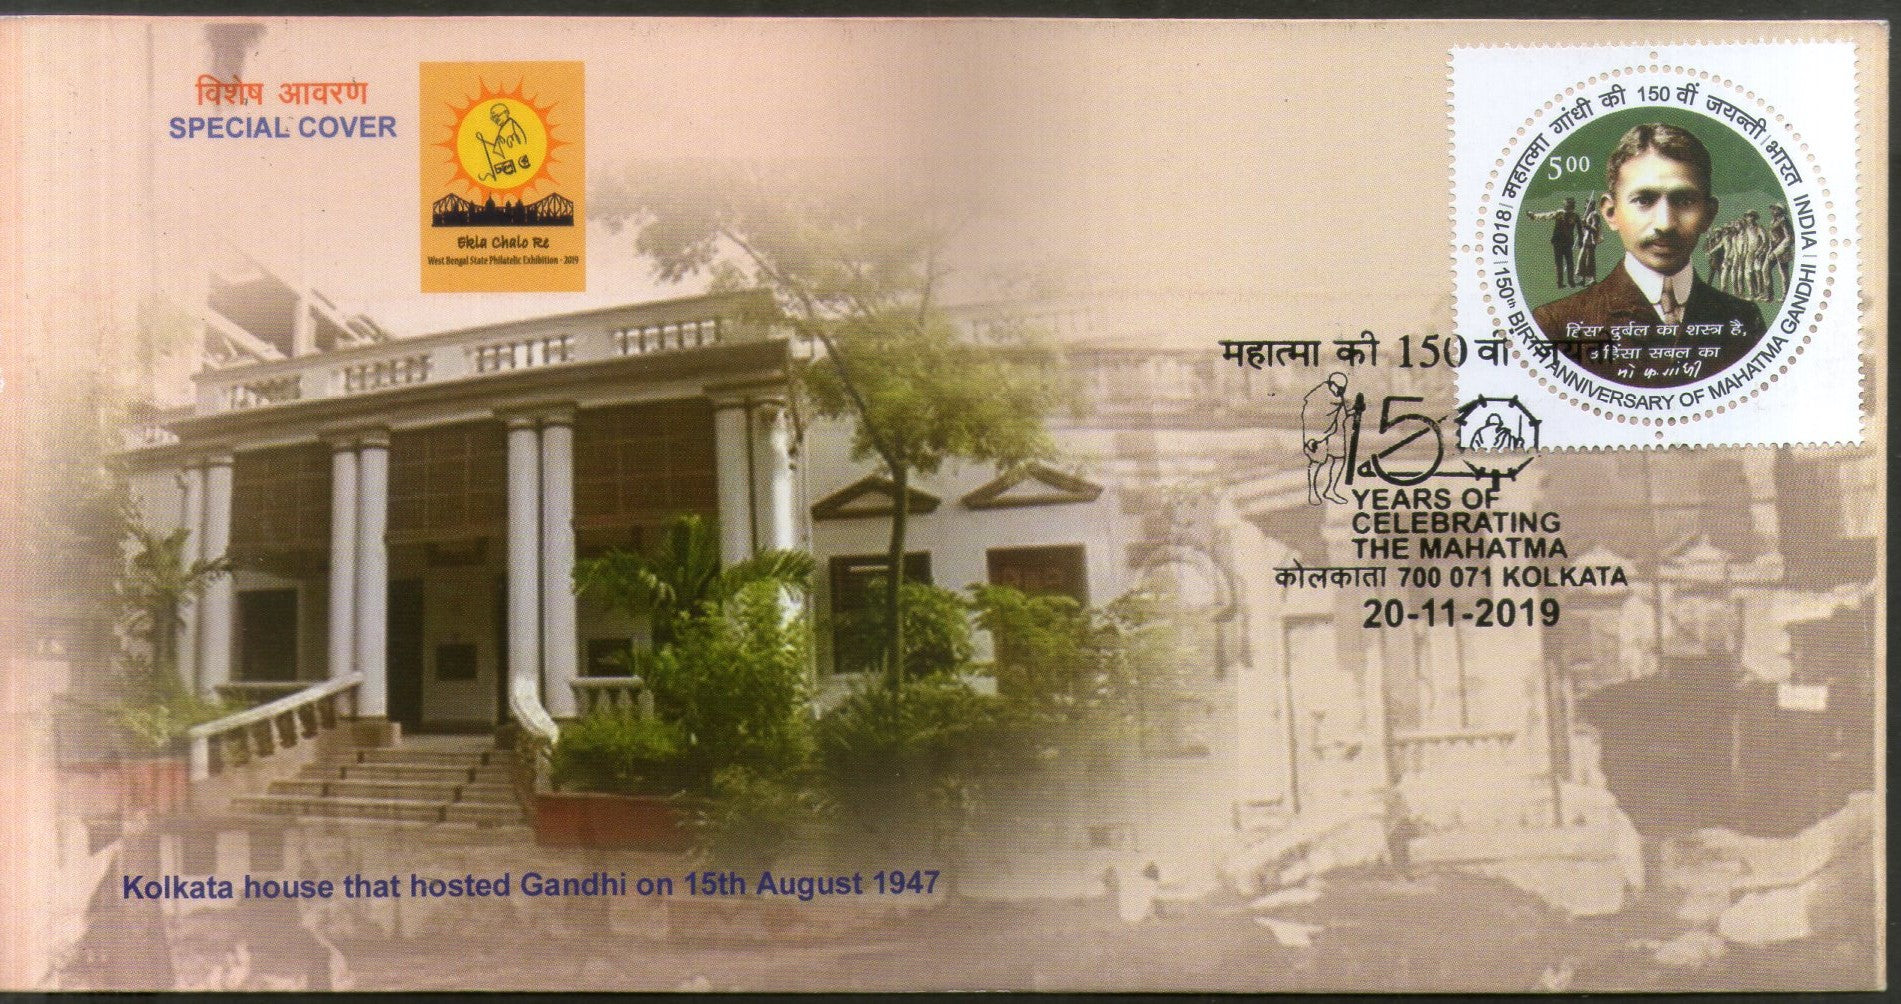 विशेष आवरण
SPECIAL COVER
Ekla Chalo Re
West Bengal State Philatelic Exhibition - 2019
महात्मा गांधी की 150 वीं जयन्ती भारत INDIA
2018 150th BIRTH ANNIVERSARY OF MAHATMA GANDHI
5 00
हिंसा दुर्बल का शस्त्र है,
अहिंसा सबल का
मो क गांधी
महात्मा की 150 वीं जयंती
150
YEARS OF
CELEBRATING
THE MAHATMA
कोलकाता 700 071 KOLKATA
20-11-2019
Kolkata house that hosted Gandhi on 15th August 1947